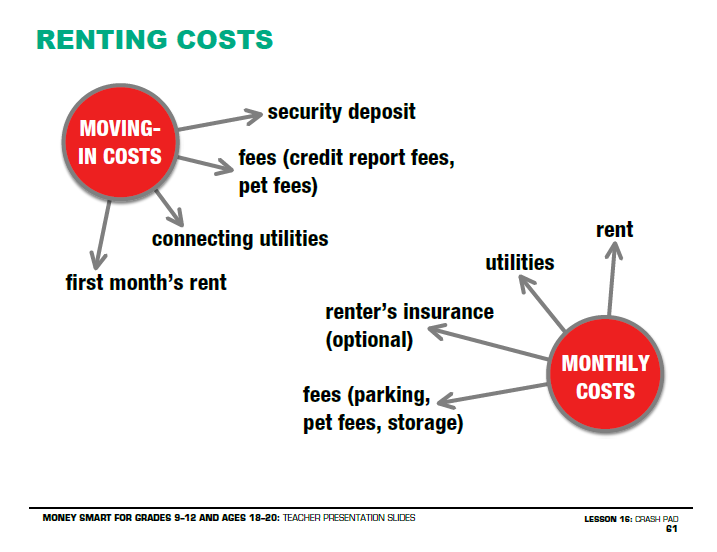 RENTING COSTS
MOVING-
IN COSTS
security deposit
fees (credit report fees,
pet fees)
connecting utilities
first month’s rent
rent
utilities
renter’s insurance
(optional)
MONTHLY
COSTS
fees (parking,
pet fees, storage)
MONEY SMART FOR GRADES 9–12 AND AGES 18–20: TEACHER PRESENTATION SLIDES
LESSON 16: CRASH PAD
61